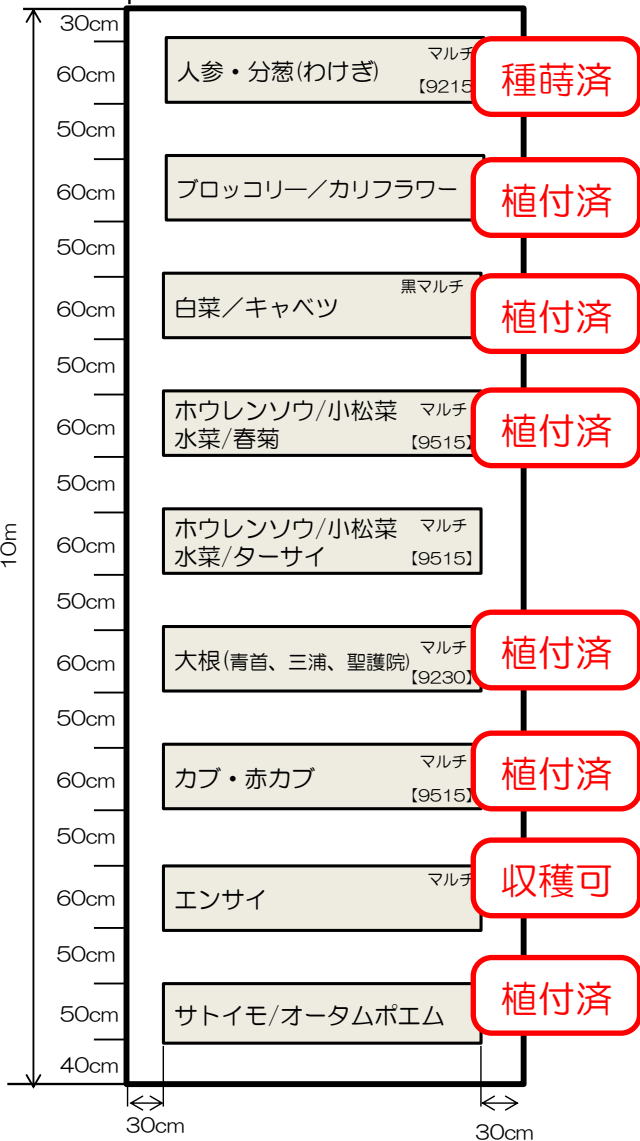 30cm
60cm
人参・分葱(わけぎ)
マルチ
【9215
種蒔済
50cm
60cm
ブロッコリー／カリフラワー
植付済
50cm
60cm
白菜／キャベツ
黒マルチ
植付済
50cm
60cm
ホウレンソウ/小松菜
水菜/春菊
マルチ
【9515】
植付済
50cm
10m
60cm
ホウレンソウ/小松菜
水菜/ターサイ
マルチ
【9515】
50cm
60cm
大根(青首、三浦、聖護院)
マルチ
【9230】
植付済
50cm
60cm
カブ・赤カブ
マルチ
【9515】
植付済
50cm
60cm
エンサイ
マルチ
収穫可
50cm
50cm
サトイモ/オータムポエム
植付済
40cm
30cm
30cm